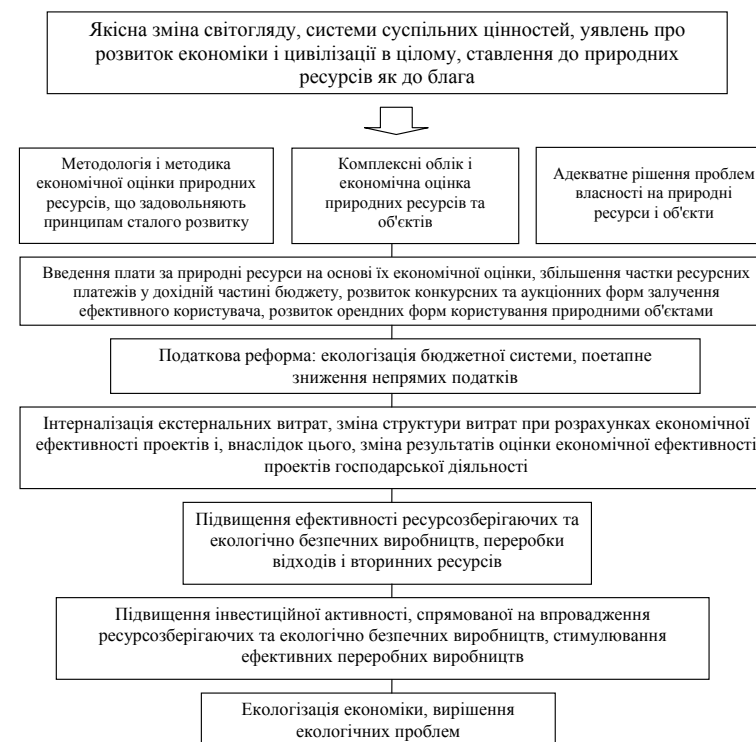 Якісна зміна світогляду, системи суспільних цінностей, уявлень про
розвиток економіки і цивілізації в цілому, ставлення до природних
ресурсів як до блага
Методологія і методика
економічної оцінки природних
ресурсів, що задовольняють
принципам сталого розвитку
Комплексні облік і
економічна оцінка
природних ресурсів та
об'єктів
Адекватне рішення проблем
власності на природні
ресурси і об'єкти
Введення плати за природні ресурси на основі їх економічної оцінки, збільшення частки ресурсних
платежів у дохідній частині бюджету, розвиток конкурсних та аукціонних форм залучення
ефективного користувача, розвиток орендних форм користування природними об'єктами
Податкова реформа: екологізація бюджетної системи, поетапне
зниження непрямих податків
Інтерналізація екстернальних витрат, зміна структури витрат при розрахунках економічної
ефективності проектів і, внаслідок цього, зміна результатів оцінки економічної ефективності
проектів господарської діяльності
Підвищення ефективності ресурсозберігаючих та
екологічно безпечних виробництв, переробки
відходів і вторинних ресурсів
Підвищення інвестиційної активності, спрямованої на впровадження
ресурсозберігаючих та екологічно безпечних виробництв, стимулювання
ефективних переробних виробництв
Екологізація економіки, вирішення
екологічних проблем